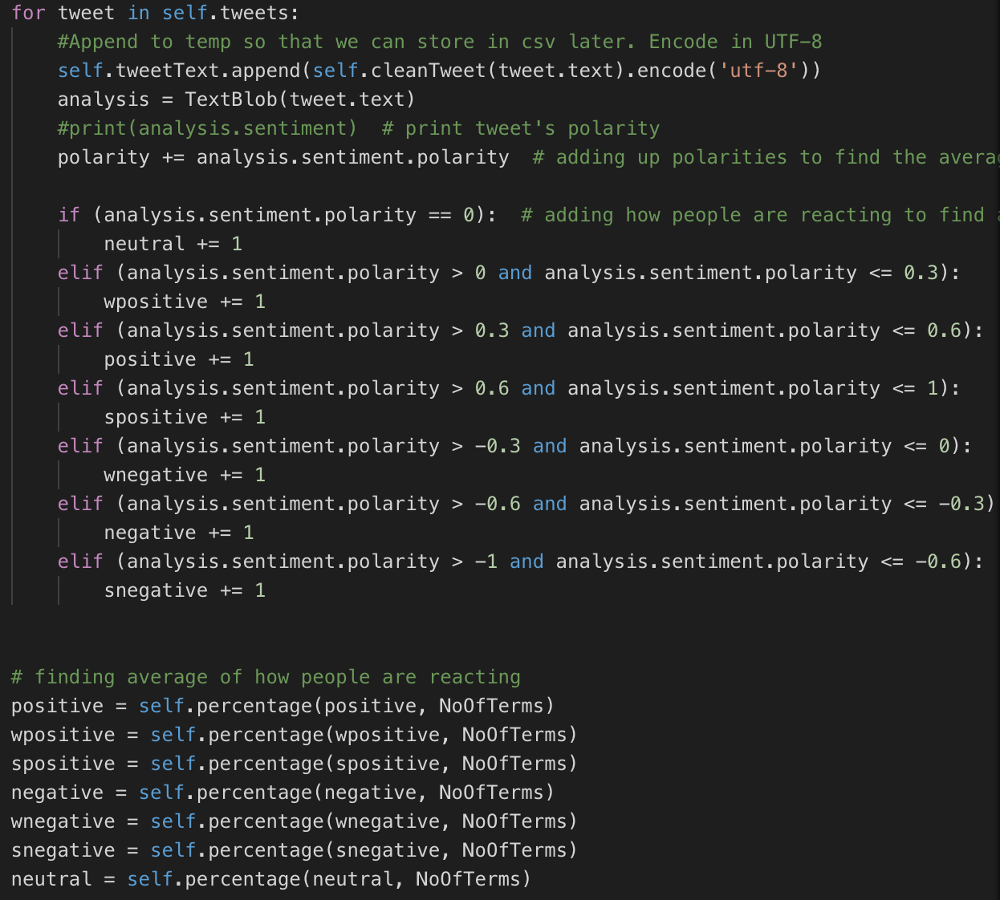 for tweet in self.tweets:
#Append to temp so that we can store in csv later. Encode in UTF-8
self.tweetText.append(self.cleanTweet(tweet.text).encode('utf-8'))
analysis = TextBlob(tweet.text)
#print(analysis.sentiment)  # print tweet's polarity
polarity += analysis.sentiment.polarity  # adding up polarities to find the
if (analysis.sentiment.polarity == 0):  # adding how people are reacting to find
neutral += 1
elif (analysis.sentiment.polarity > 0 and analysis.sentiment.polarity <= 0.3):
wpositive += 1
elif (analysis.sentiment.polarity > 0.3 and analysis.sentiment.polarity <= 0.6):
positive += 1
elif (analysis.sentiment.polarity > 0.6 and analysis.sentiment.polarity <= 1):
spositive += 1
elif (analysis.sentiment.polarity > -0.3 and analysis.sentiment.polarity <= 0):
wnegative += 1
elif (analysis.sentiment.polarity > -0.6 and analysis.sentiment.polarity <= -0.3)
negative += 1
elif (analysis.sentiment.polarity > -1 and analysis.sentiment.polarity <= -0.6):
snegative += 1
# finding average of how people are reacting
positive = self.percentage(positive, NoOfTerms)
wpositive = self.percentage(wpositive, NoOfTerms)
spositive = self.percentage(spositive, NoOfTerms)
negative = self.percentage(negative, NoOfTerms)
wnegative = self.percentage(wnegative, NoOfTerms)
snegative = self.percentage(snegative, NoOfTerms)
neutral = self.percentage(neutral, NoOfTerms)